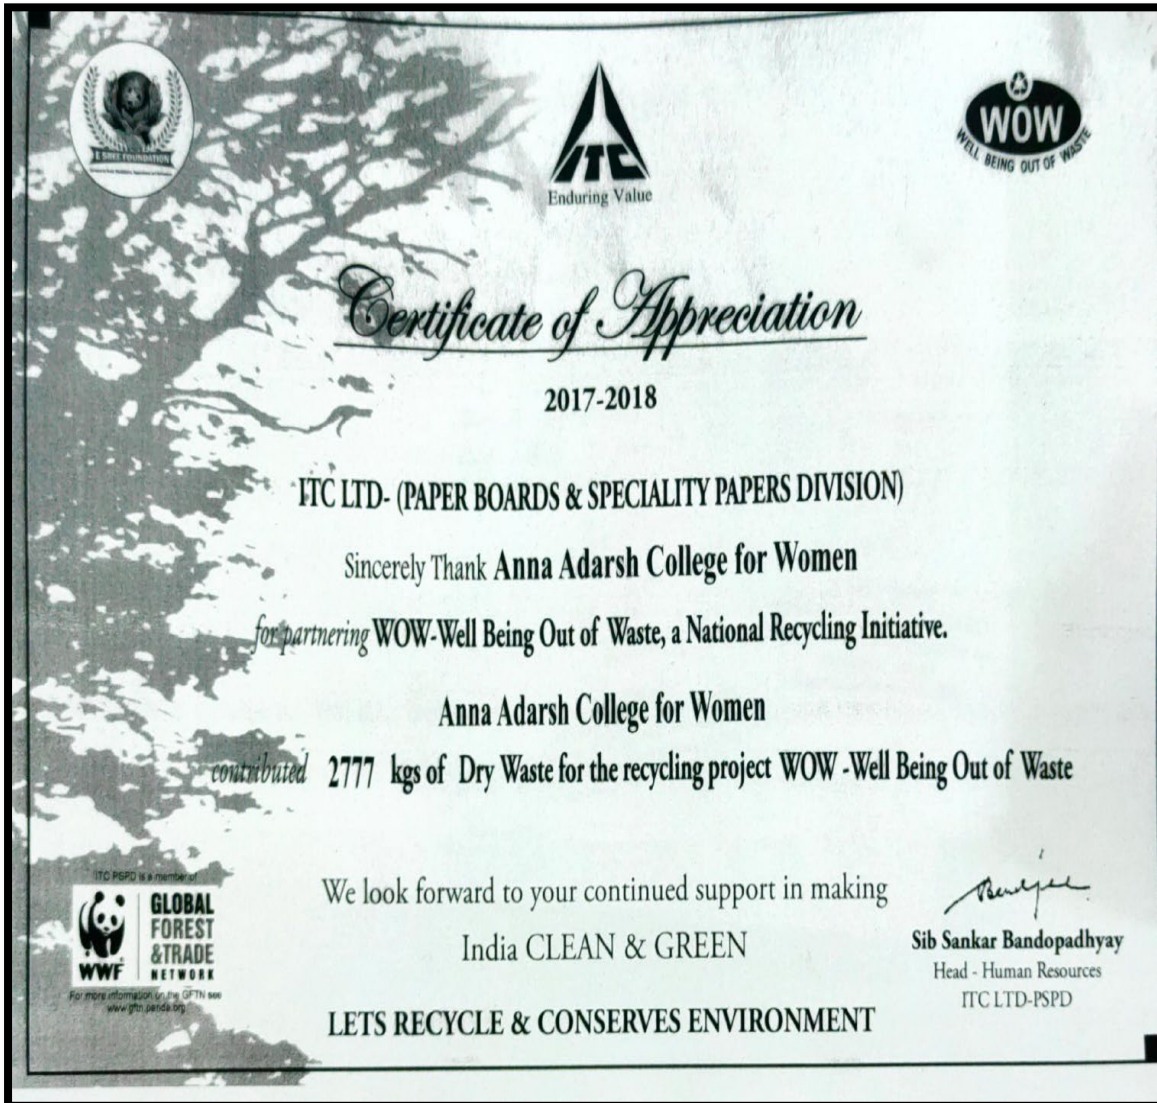 E SREE FOUNDATION
ITC
Enduring Value
WOW
WELL BEING OUT OF WASTE
Certificate of Appreciation
2017-2018
ITC LTD- (PAPER BOARDS & SPECIALITY PAPERS DIVISION)
Sincerely Thank Anna Adarsh College for Women
for partnering WOW-Well Being Out of Waste, a National Recycling Initiative.
Anna Adarsh College for Women
contributed 2777 kgs of Dry Waste for the recycling project WOW -Well Being Out of Waste
We look forward to your continued support in making
India CLEAN & GREEN
LETS RECYCLE & CONSERVES ENVIRONMENT
ITC PSPD is a member of
WWF
GLOBAL
FOREST
&TRADE
NETWORK
For more information on the GFTN see
www.gftn.panda.org
Sib Sankar Bandopadhyay
Head - Human Resources
ITC LTD-PSPD